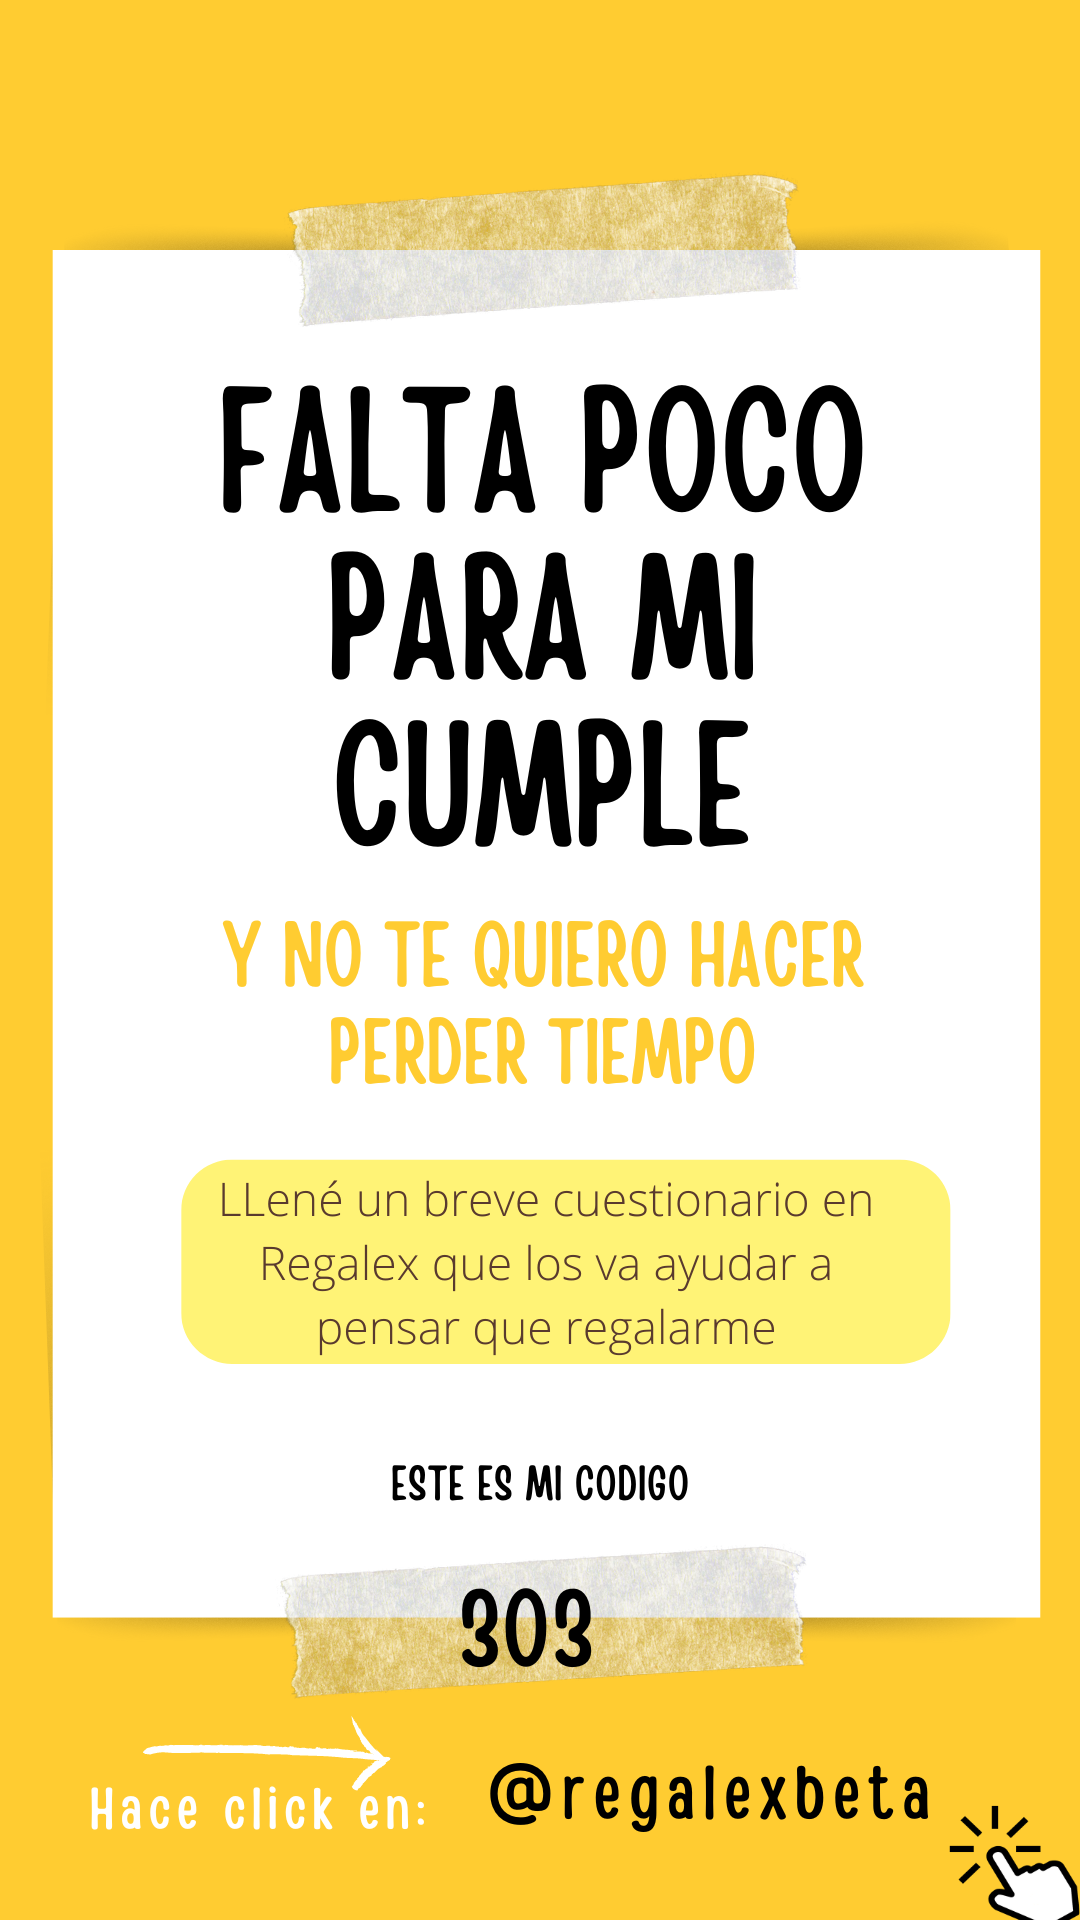 FALTA POCO
PARA MI
CUMPLE
Y NO TE QUIERO HACER
PERDER TIEMPO
LLené un breve cuestionario en
Regalex que los va ayudar a
pensar que regalarme
ESTE ES MI CODIGO
303
Hace click en:
@regalexbeta